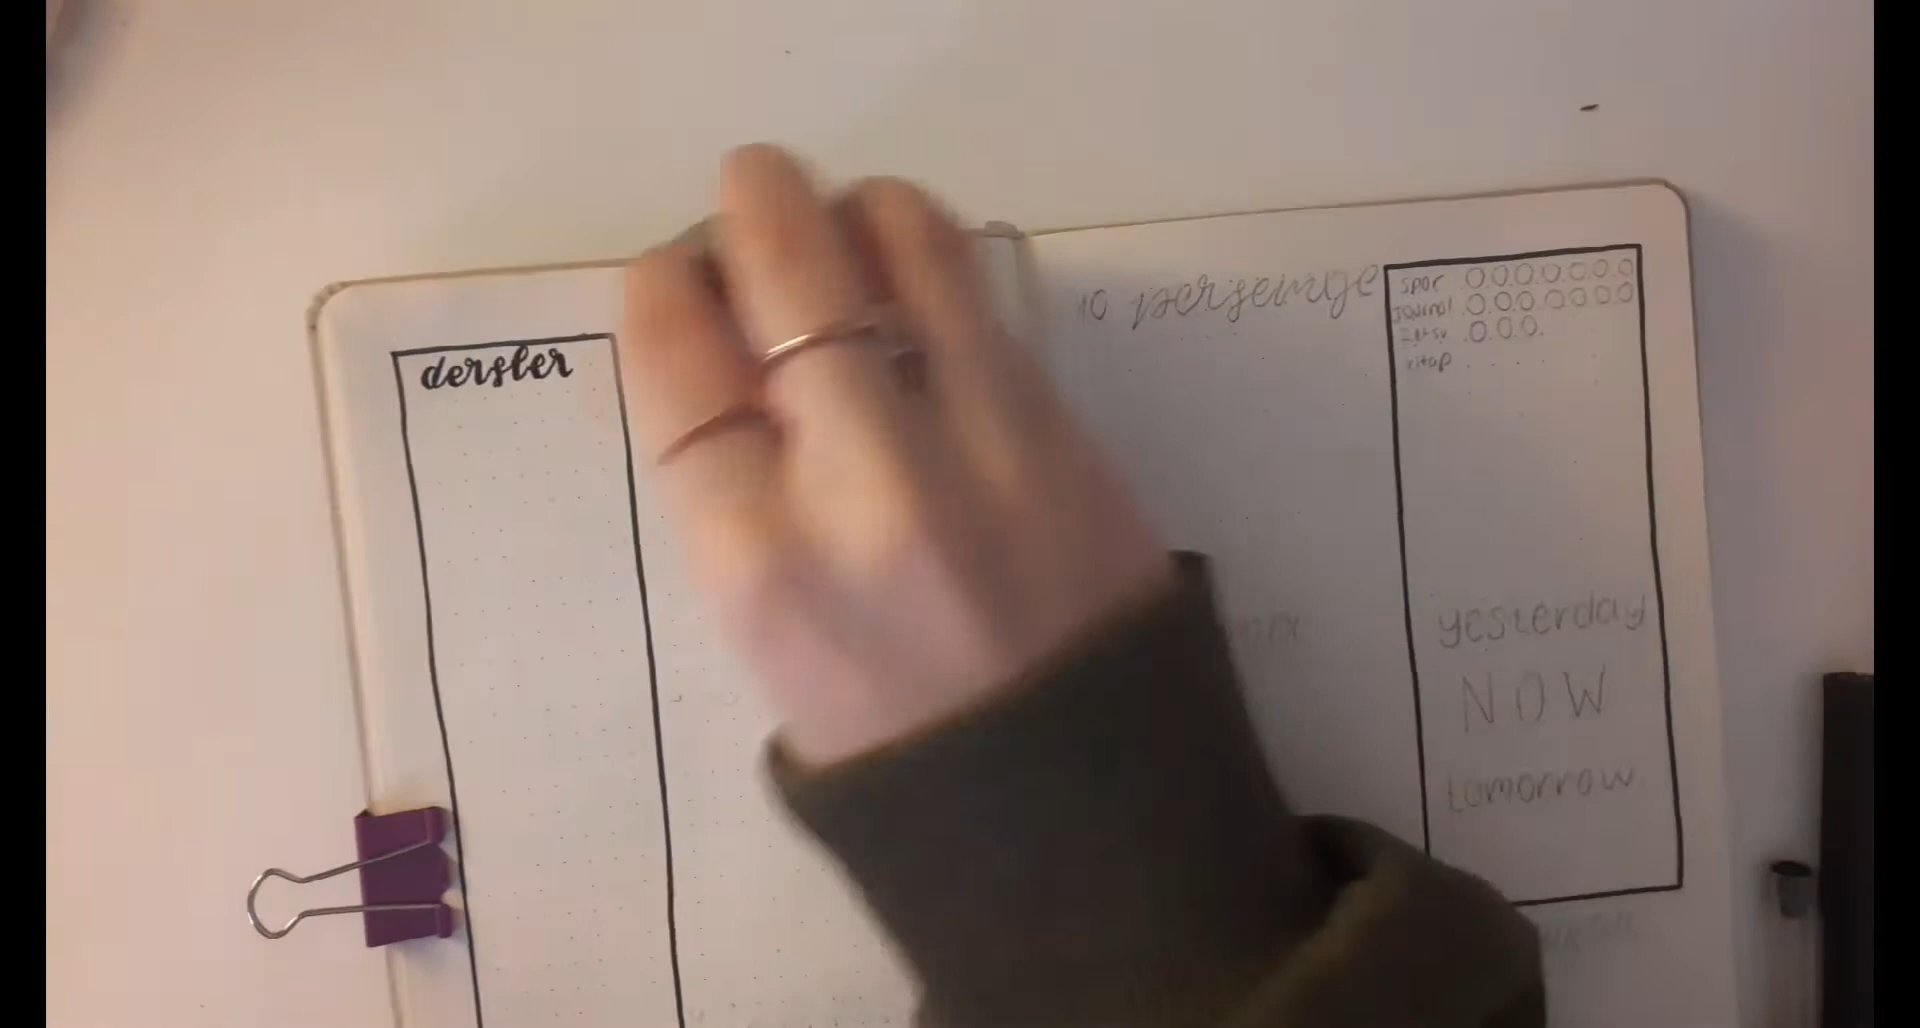 dersler
10 perşembe
spor
journal
kitap
yesterday
NOW
tomorrow